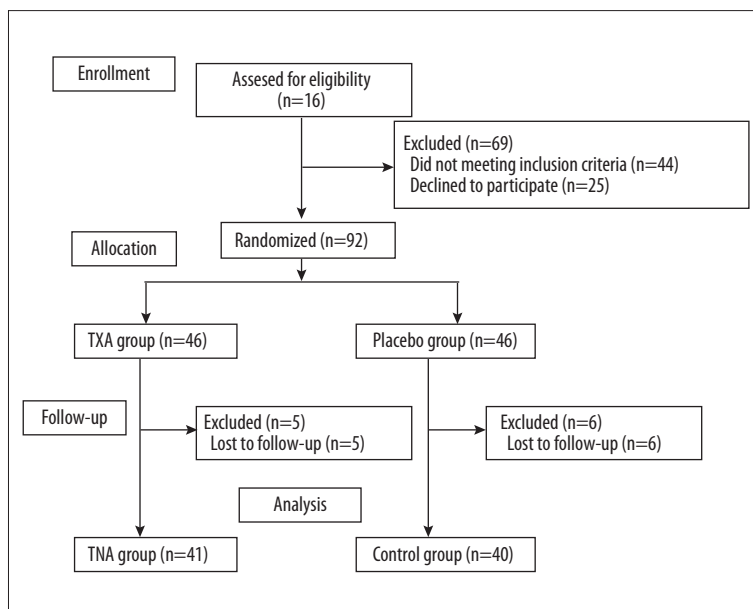 Enrollment
Assesed for eligibility
(n=16)
Excluded (n=69)
Did not meeting inclusion criteria (n=44)
Declined to participate (n=25)
Randomized (n=92)
Allocation
TXA group (n=46)
Placebo group (n=46)
Follow-up
Excluded (n=5)
Lost to follow-up (n=5)
Excluded (n=6)
Lost to follow-up (n=6)
Analysis
TNA group (n=41)
Control group (n=40)